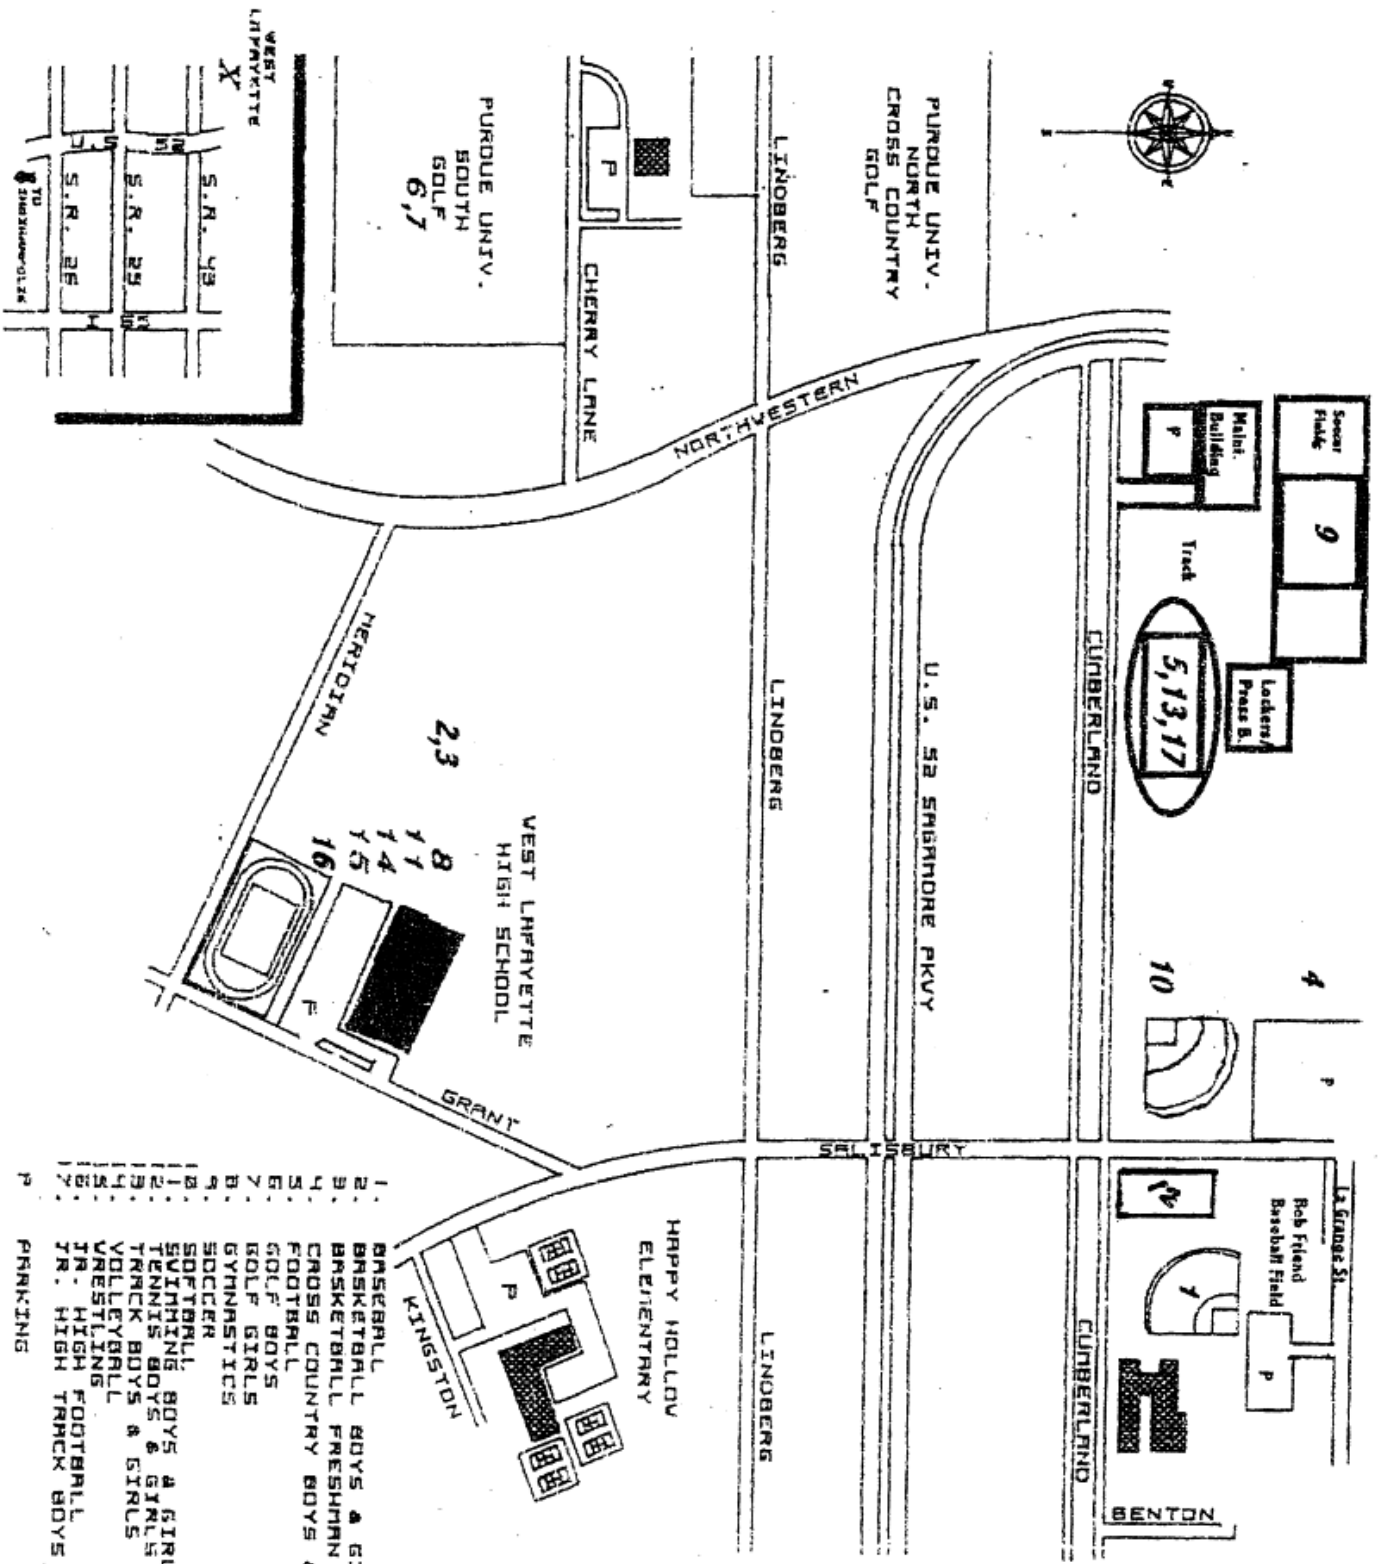 WEST
LAFAYETTE
X
S.R. 43
S.R. 25
S.R. 26
TO
PURDUE UNIV.
SOUTH
GOLF
6,7
P
CHERRY LANE
LINDBERG
PURDUE UNIV.
NORTH
CROSS COUNTRY
GOLF
NORTHWESTERN
Soccer
Fields
9
Maint.
Building
P
Track
5,13,17
Lockers/
Press B.
CUMBERLAND
U.S. 52 SAGAMORE PKWY
LINDBERG
MERIDIAN
2,3
WEST LAFAYETTE
HIGH SCHOOL
8
11
14
15
16
P
GRANT
4
10
P
SALISBURY
La Grange St.
Bob Friend
Baseball Field
1
P
CUMBERLAND
BENTON
LINDBERG
HAPPY HOLLOW
ELEMENTARY
P
KINGSTON
1. BASEBALL
2. BASKETBALL BOYS &
3. BASKETBALL FRESHMAN
4. CROSS COUNTRY BOYS
5. FOOTBALL
6. GOLF BOYS
7. GOLF GIRLS
8. GYMNASTICS
9. SOCCER
10. SOFTBALL
11. SWIMMING BOYS &
12. TENNIS BOYS & GIRLS
13. TRACK BOYS & GIRLS
14. VOLLEYBALL
15. WRESTLING
16. JR. HIGH FOOTBALL
17. JR. HIGH TRACK BOYS
P PARKING